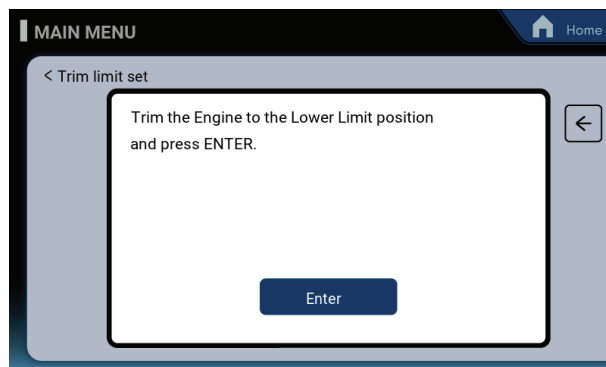 MAIN MENU
Home
< Trim limit set
Trim the Engine to the Lower Limit position
and press ENTER.
Enter